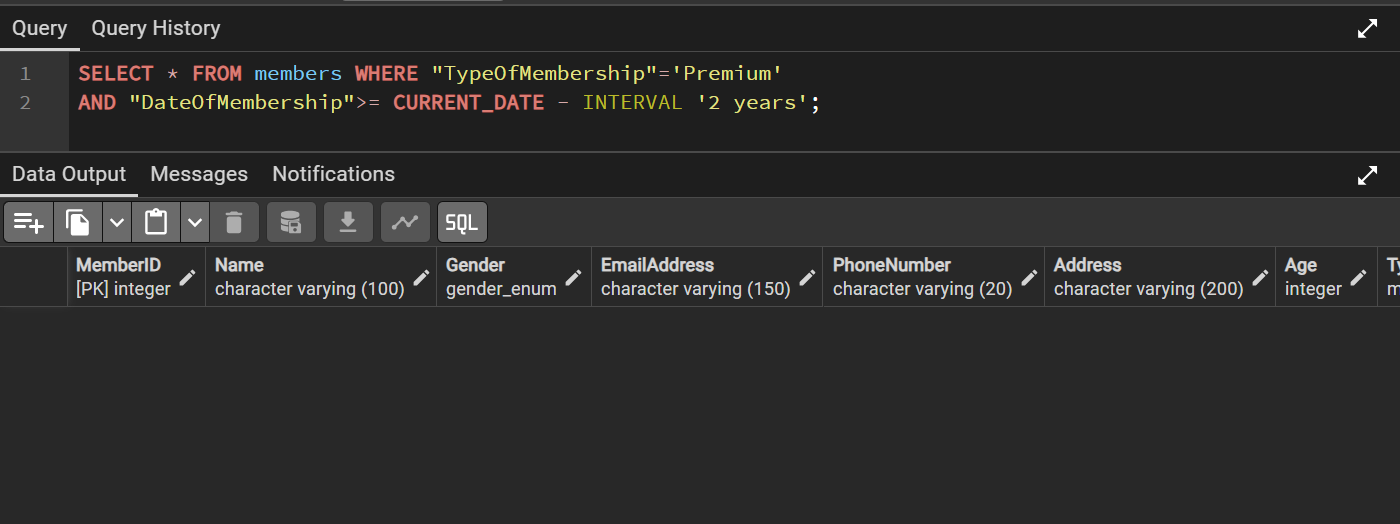 Query Query History
1 SELECT * FROM members WHERE "TypeOfMembership"='Premium'
2 AND "DateOfMembership">= CURRENT_DATE - INTERVAL '2 years';
Data Output Messages Notifications
SQL
MemberID Name Gender EmailAddress PhoneNumber Address Age Ty
[PK] integer character varying (100) gender_enum character varying (150) character varying (20) character varying (200) integer m